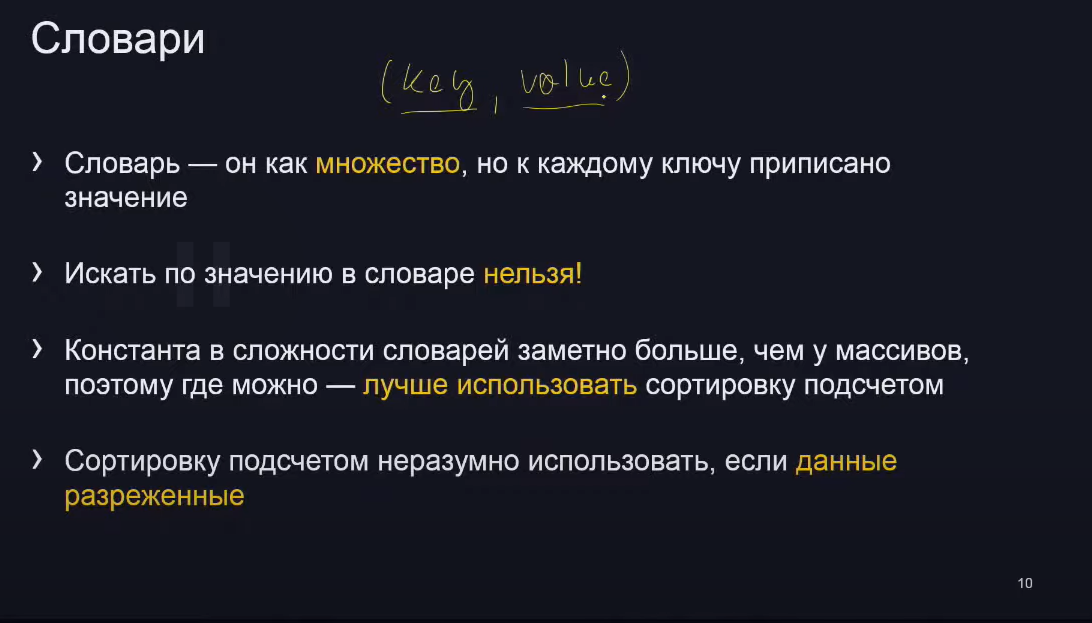 Словари
(key, value)
❯ Словарь — он как множество, но к каждому ключу приписано
значение
❯ Искать по значению в словаре нельзя!
❯ Константа в сложности словарей заметно больше, чем у массивов,
поэтому где можно — лучше использовать сортировку подсчетом
❯ Сортировку подсчетом неразумно использовать, если данные
разреженные
10